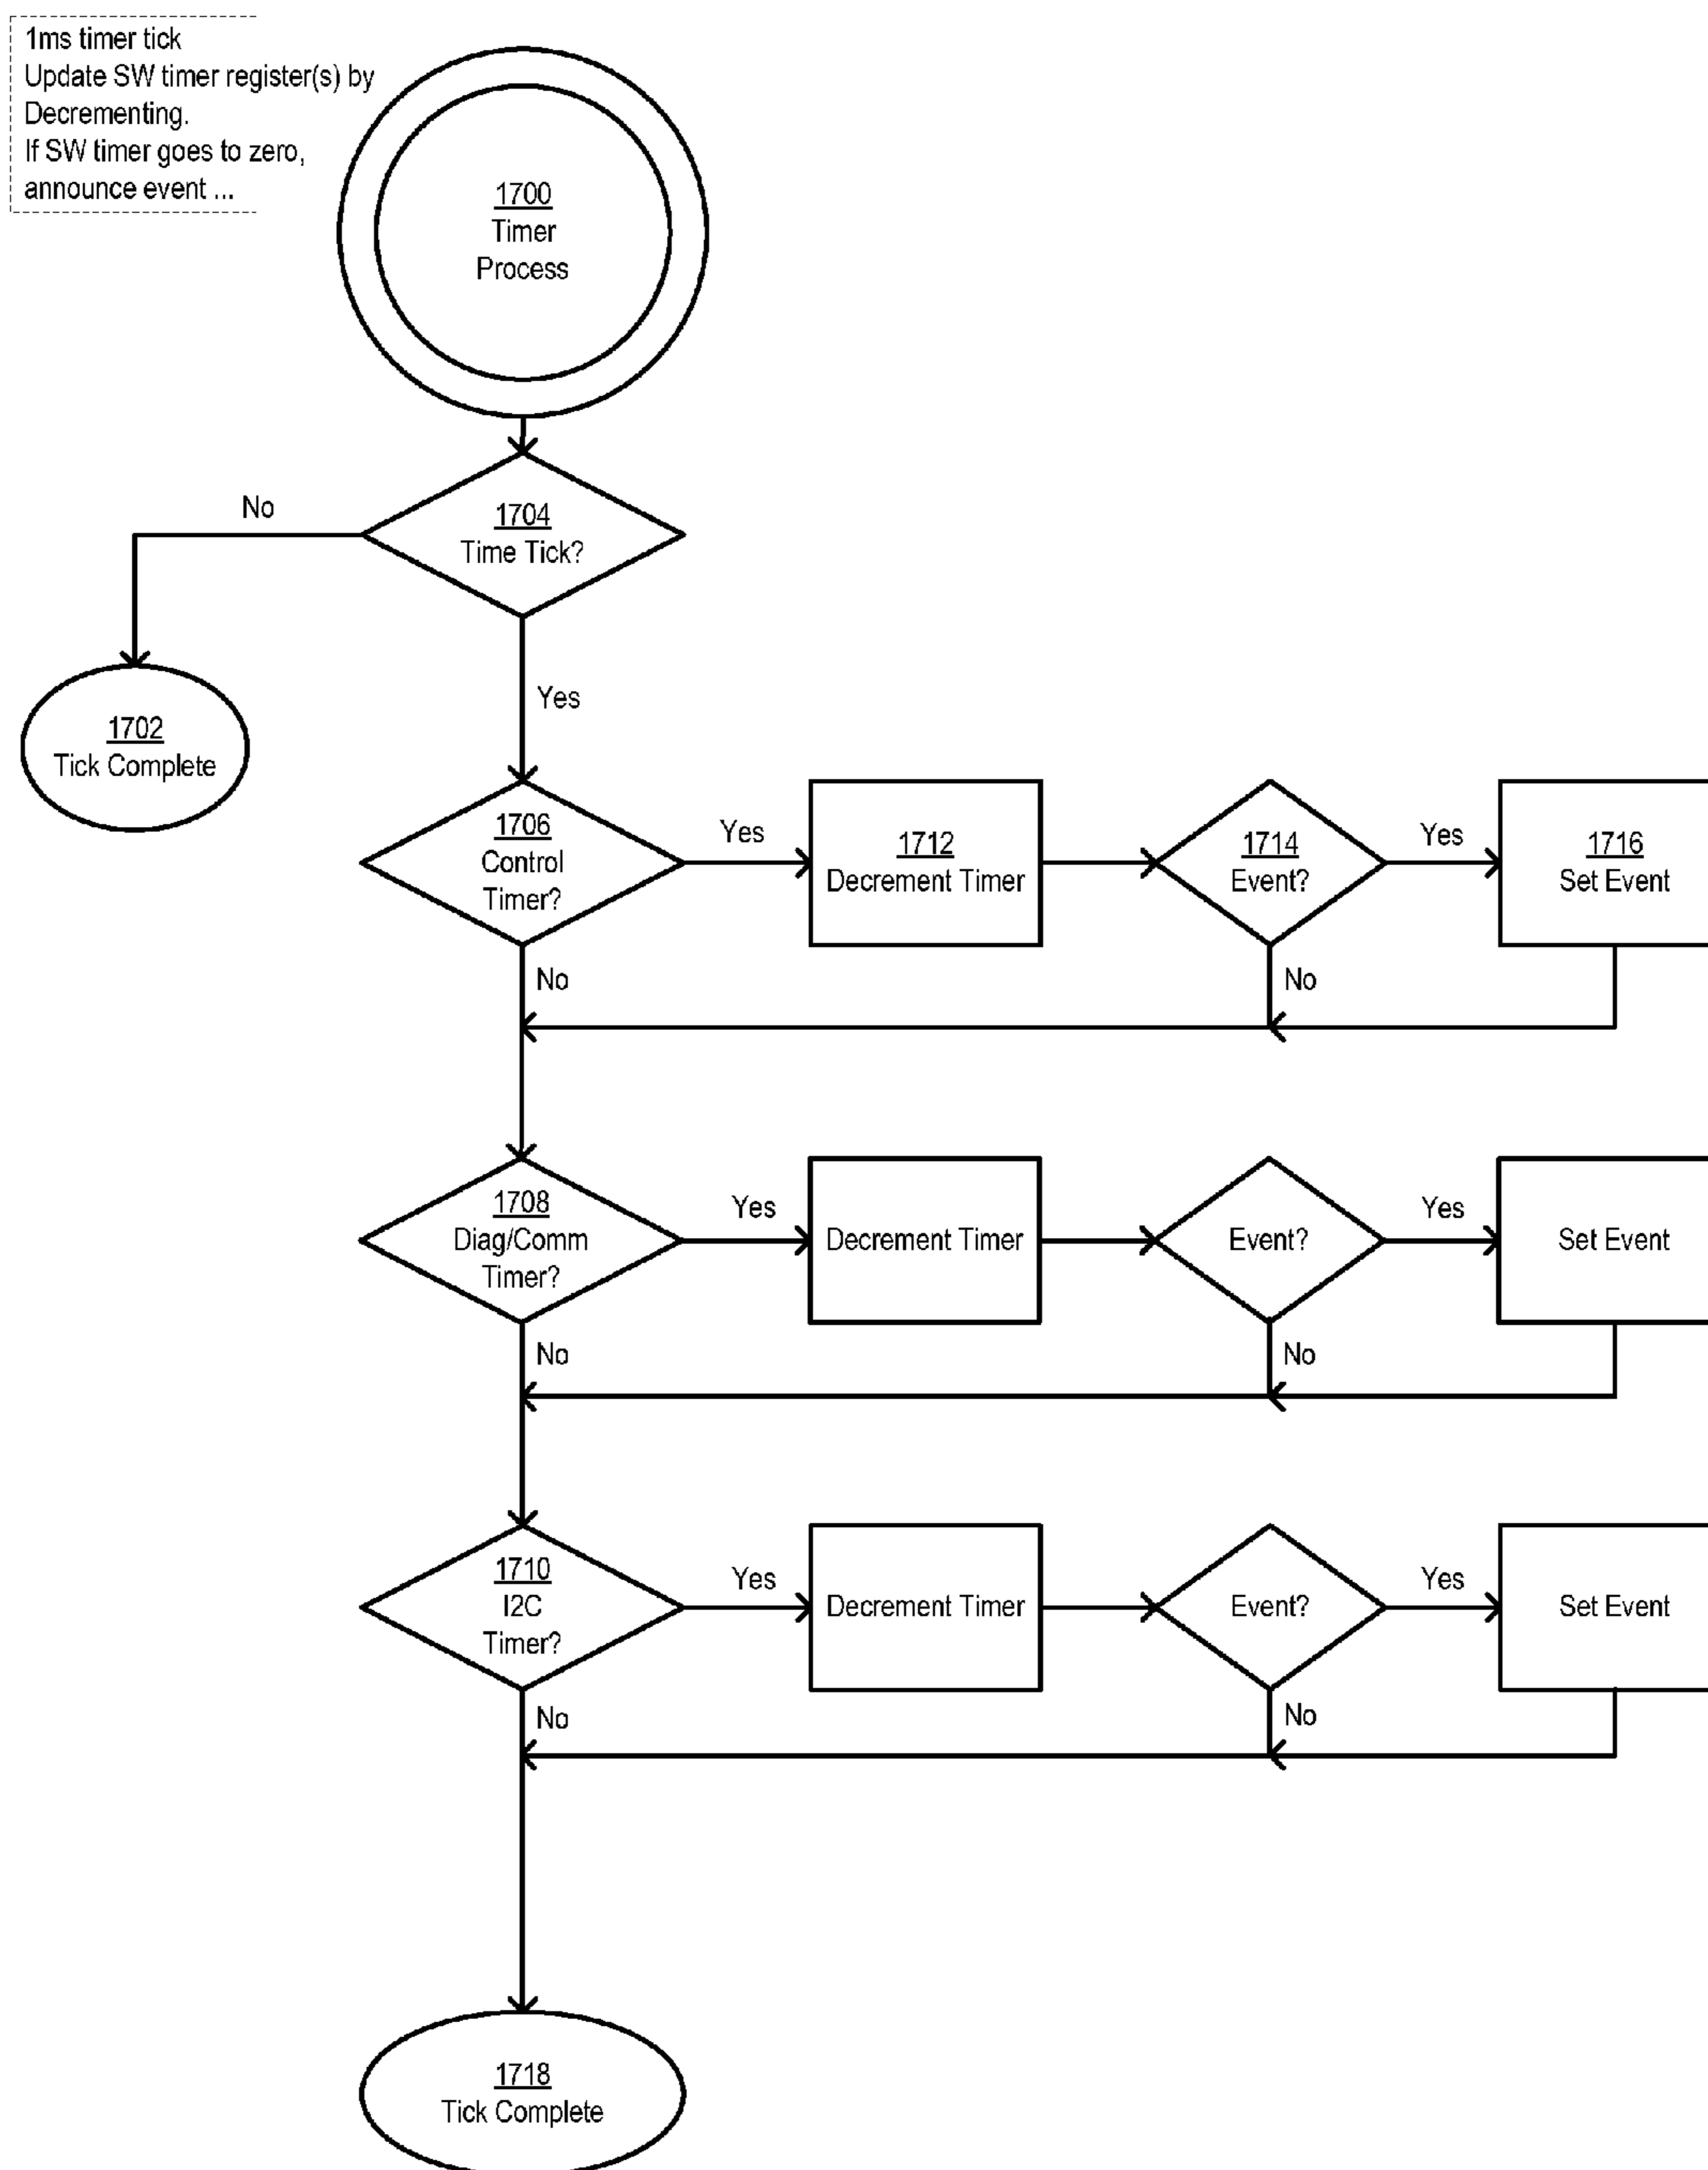 1ms timer tick
Update SW timer register(s) by
Decrementing.
If SW timer goes to zero,
announce event ...
1700
Timer
Process
1704
Time Tick?
No
Yes
1702
Tick Complete
1706
Control
Timer?
Yes
1712
Decrement Timer
1714
Event?
Yes
1716
Set Event
No
No
1708
Diag/Comm
Timer?
Yes
Decrement Timer
Event?
Yes
Set Event
No
No
1710
I2C
Timer?
Yes
Decrement Timer
Event?
Yes
Set Event
No
No
1718
Tick Complete